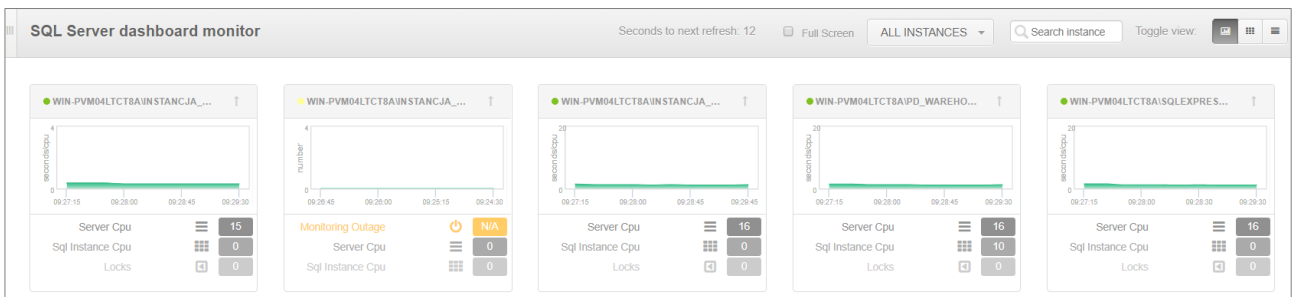 SQL Server dashboard monitor Seconds to next refresh: 12 Full Screen ALL INSTANCES Search instance Toggle view:
WIN-PVM04LTCT8A\INSTANCJA_...
4
seconds/cpu
0
09:27:15 09:28:00 09:28:45 09:29:30
Server Cpu 15
Sql Instance Cpu 0
Locks 0
WIN-PVM04LTCT8A\INSTANCJA_...
4
number
0
09:26:45 09:26:00 09:25:15 09:24:30
Monitoring Outage N/A
Server Cpu 0
Sql Instance Cpu 0
WIN-PVM04LTCT8A\INSTANCJA_...
20
seconds/cpu
0
09:27:15 09:28:00 09:28:45 09:29:45
Server Cpu 16
Sql Instance Cpu 0
Locks 0
WIN-PVM04LTCT8A\PD_WAREHO...
20
seconds/cpu
0
09:27:15 09:28:00 09:28:45 09:29:30
Server Cpu 16
Sql Instance Cpu 10
Locks 0
WIN-PVM04LTCT8A\SQLEXPRES...
20
seconds/cpu
0
09:27:15 09:28:00 09:28:45 09:29:30
Server Cpu 16
Sql Instance Cpu 0
Locks 0